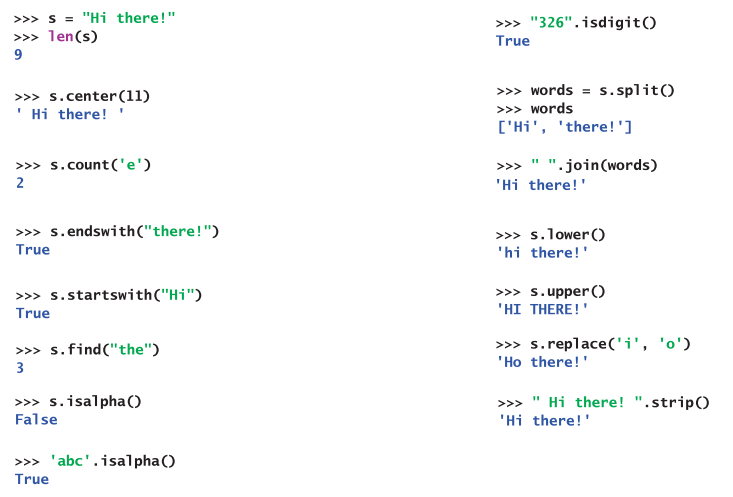 >>> s = "Hi there!"
>>> len(s)
9
>>> s.center(11)
' Hi there! '
>>> s.count('e')
2
>>> s.endswith("there!")
True
>>> s.startswith("Hi")
True
>>> s.find("the")
3
>>> s.isalpha()
False
>>> 'abc'.isalpha()
True
>>> "326".isdigit()
True
>>> words = s.split()
>>> words
['Hi', 'there!']
>>> " ".join(words)
'Hi there!'
>>> s.lower()
'hi there!'
>>> s.upper()
'HI THERE!'
>>> s.replace('i', 'o')
'Ho there!'
>>> " Hi there! ".strip()
'Hi there!'